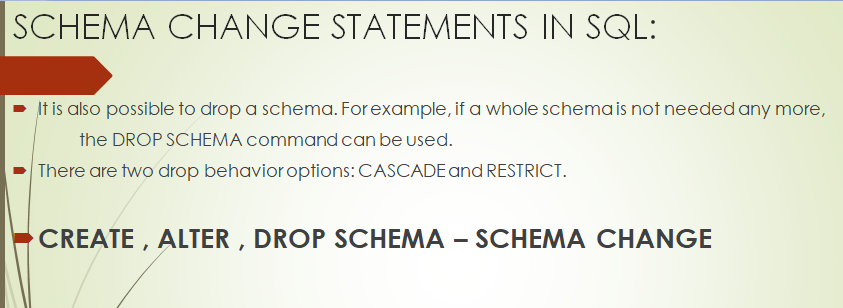 SCHEMA CHANGE STATEMENTS IN SQL:
It is also possible to drop a schema. For example, if a whole schema is not needed any more,
the DROP SCHEMA command can be used.
There are two drop behavior options: CASCADE and RESTRICT.
CREATE , ALTER , DROP SCHEMA – SCHEMA CHANGE